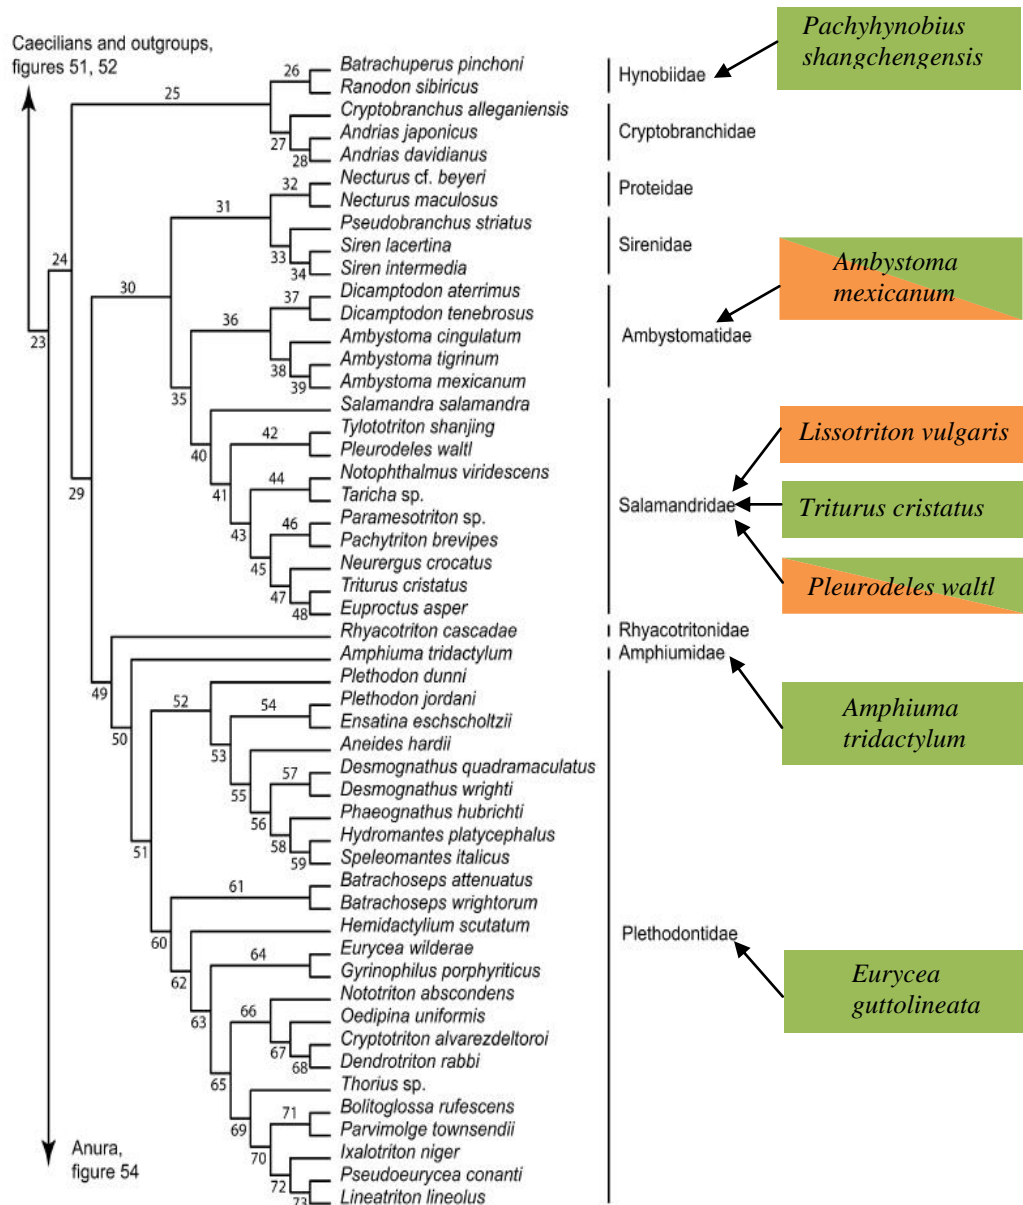 Caecilians and outgroups,
figures 51, 52
Pachyhynobius
shangchengensis
26
Batrachuperus pinchoni
Ranodon sibiricus
Hynobiidae
25
Cryptobranchus alleganiensis
Andrias japonicus
Andrias davidianus
27
28
Cryptobranchidae
32
Necturus cf. beyeri
Necturus maculosus
Proteidae
31
Pseudobranchus striatus
Siren lacertina
Siren intermedia
33
34
Sirenidae
24
30
23
37
Dicamptodon aterrimus
Dicamptodon tenebrosus
36
Ambystoma cingulatum
Ambystoma tigrinum
Ambystoma mexicanum
38
39
Ambystomatidae
Ambystoma
mexicanum
35
Salamandra salamandra
Tylototriton shanjing
42
Pleurodeles waltl
40
Notophthalmus viridescens
44
Taricha sp.
41
29
Paramesotriton sp.
46
Pachytriton brevipes
43
Neurergus crocatus
45
Triturus cristatus
47
Euproctus asper
48
Salamandridae
Lissotriton vulgaris
Triturus cristatus
Pleurodeles waltl
Rhyacotriton cascadae
Rhyacotritonidae
Amphiuma tridactylum
Amphiumidae
49
50
Amphiuma
tridactylum
Plethodon dunni
52
Plethodon jordani
54
Ensatina eschscholtzii
53
Aneides hardii
Desmognathus quadramaculatus
57
Desmognathus wrighti
55
Phaeognathus hubrichti
56
Hydromantes platycephalus
58
Speleomantes italicus
59
51
Batrachoseps attenuatus
61
Batrachoseps wrightorum
Hemidactylium scutatum
60
Plethodontidae
Eurycea wilderae
64
Gyrinophilus porphyriticus
62
Eurycea
guttolineata
Nototriton abscondens
66
Oedipina uniformis
63
Cryptotriton alvarezdeltoroi
67
Dendrotriton rabbi
68
65
Thorius sp.
Bolitoglossa rufescens
71
Parvimolge townsendii
69
Ixalotriton niger
70
Pseudoeurycea conanti
72
Lineatriton lineolus
73
Anura,
figure 54